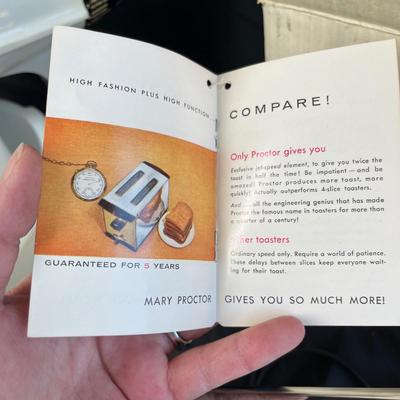 HIGH FASHION PLUS HIGH FUNCTION...
GUARANTEED FOR 5 YEARS
MARY PROCTOR
COMPARE!
Only Proctor gives you
Exclusive jet-speed element, to give you twice the
toast in half the time! Be impatient—and be
amazed! Proctor produces more toast, more
quickly! Actually outperforms 4-slice toasters.
And... all the engineering genius that has made
Proctor the famous name in toasters for more than
a quarter of a century!
her toasters
Ordinary speed only. Require a world of patience.
These delays between slices keep everyone wait-
ing for their toast.
GIVES YOU SO MUCH MORE!